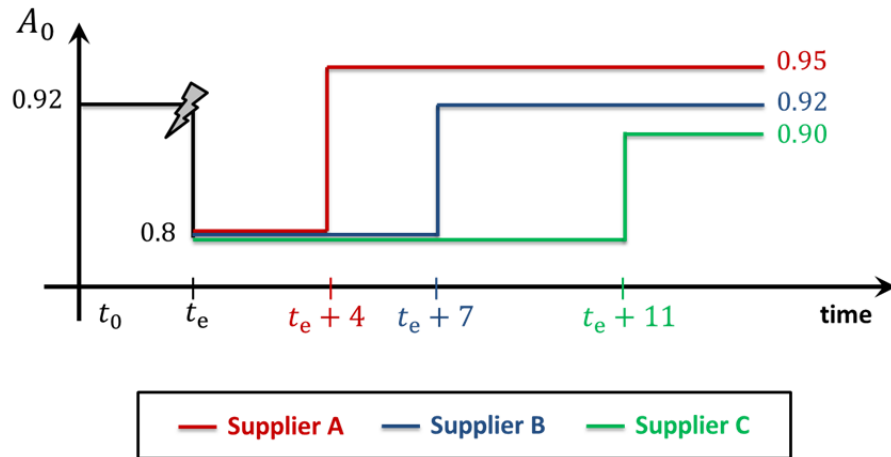 A₀
0.92
0.8
0.95
0.92
0.90
t₀ tₑ tₑ + 4 tₑ + 7 tₑ + 11 time
Supplier A Supplier B Supplier C